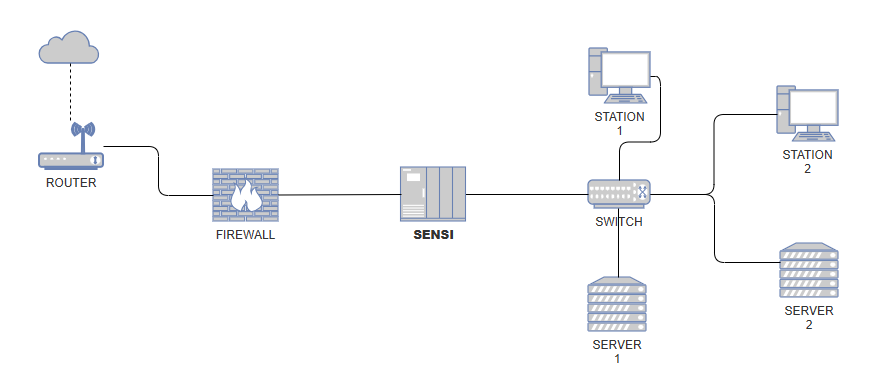 ROUTER
FIREWALL
SENSI
STATION
1
SWITCH
STATION
2
SERVER
1
SERVER
2